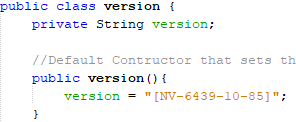 public class version {
private String version;
//Default Contructor that sets th
public version(){
version = "[NV-6439-10-85]";
}